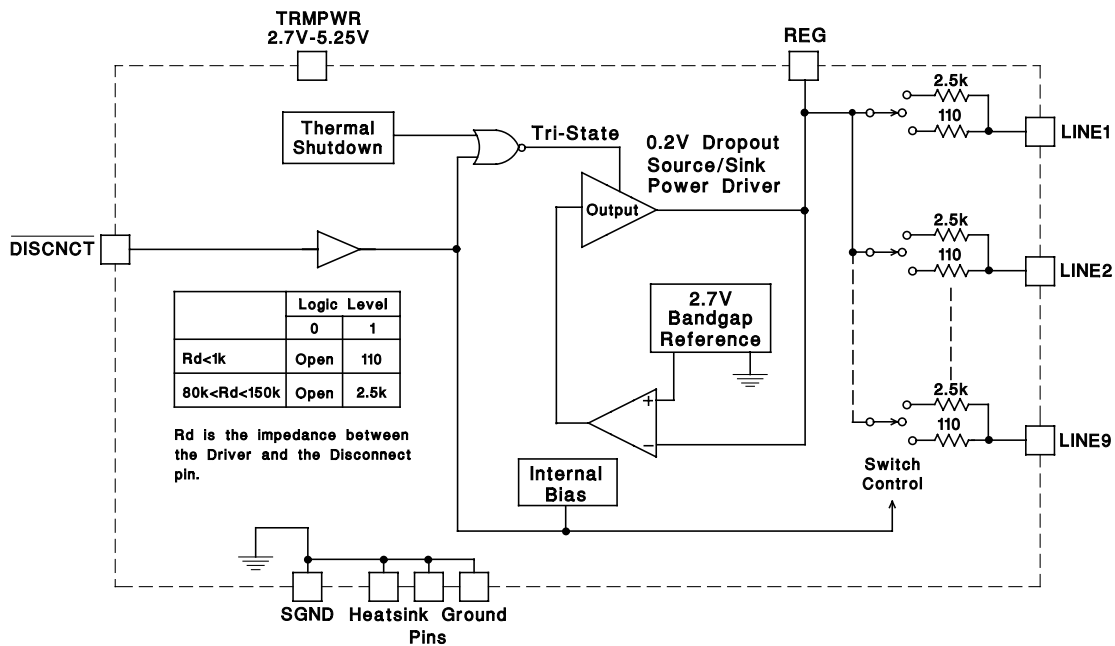 TRMPWR
2.7V-5.25V
REG
2.5k
110
LINE1
Thermal
Shutdown
Tri-State
0.2V Dropout
Source/Sink
Power Driver
Output
DISCNCT
2.5k
110
LINE2
Logic Level
0 1
Rd<1k Open 110
80k<Rd<150k Open 2.5k
Rd is the impedance between
the Driver and the Disconnect
pin.
2.7V
Bandgap
Reference
+
−
2.5k
110
LINE9
Switch
Control
Internal
Bias
SGND Heatsink Ground
Pins